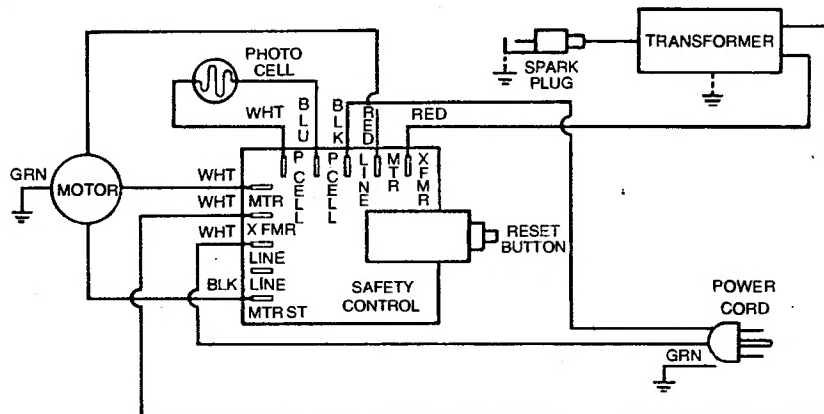 PHOTO
CELL
TRANSFORMER
SPARK
PLUG
WHT
BLU
BLK
RED
RED
GRN
MOTOR
WHT
WHT
WHT
BLK
P CELL
P CELL
LINE
MTR
XFMR
MTR
X FMR
LINE
LINE
MTR ST
RESET
BUTTON
SAFETY
CONTROL
POWER
CORD
GRN